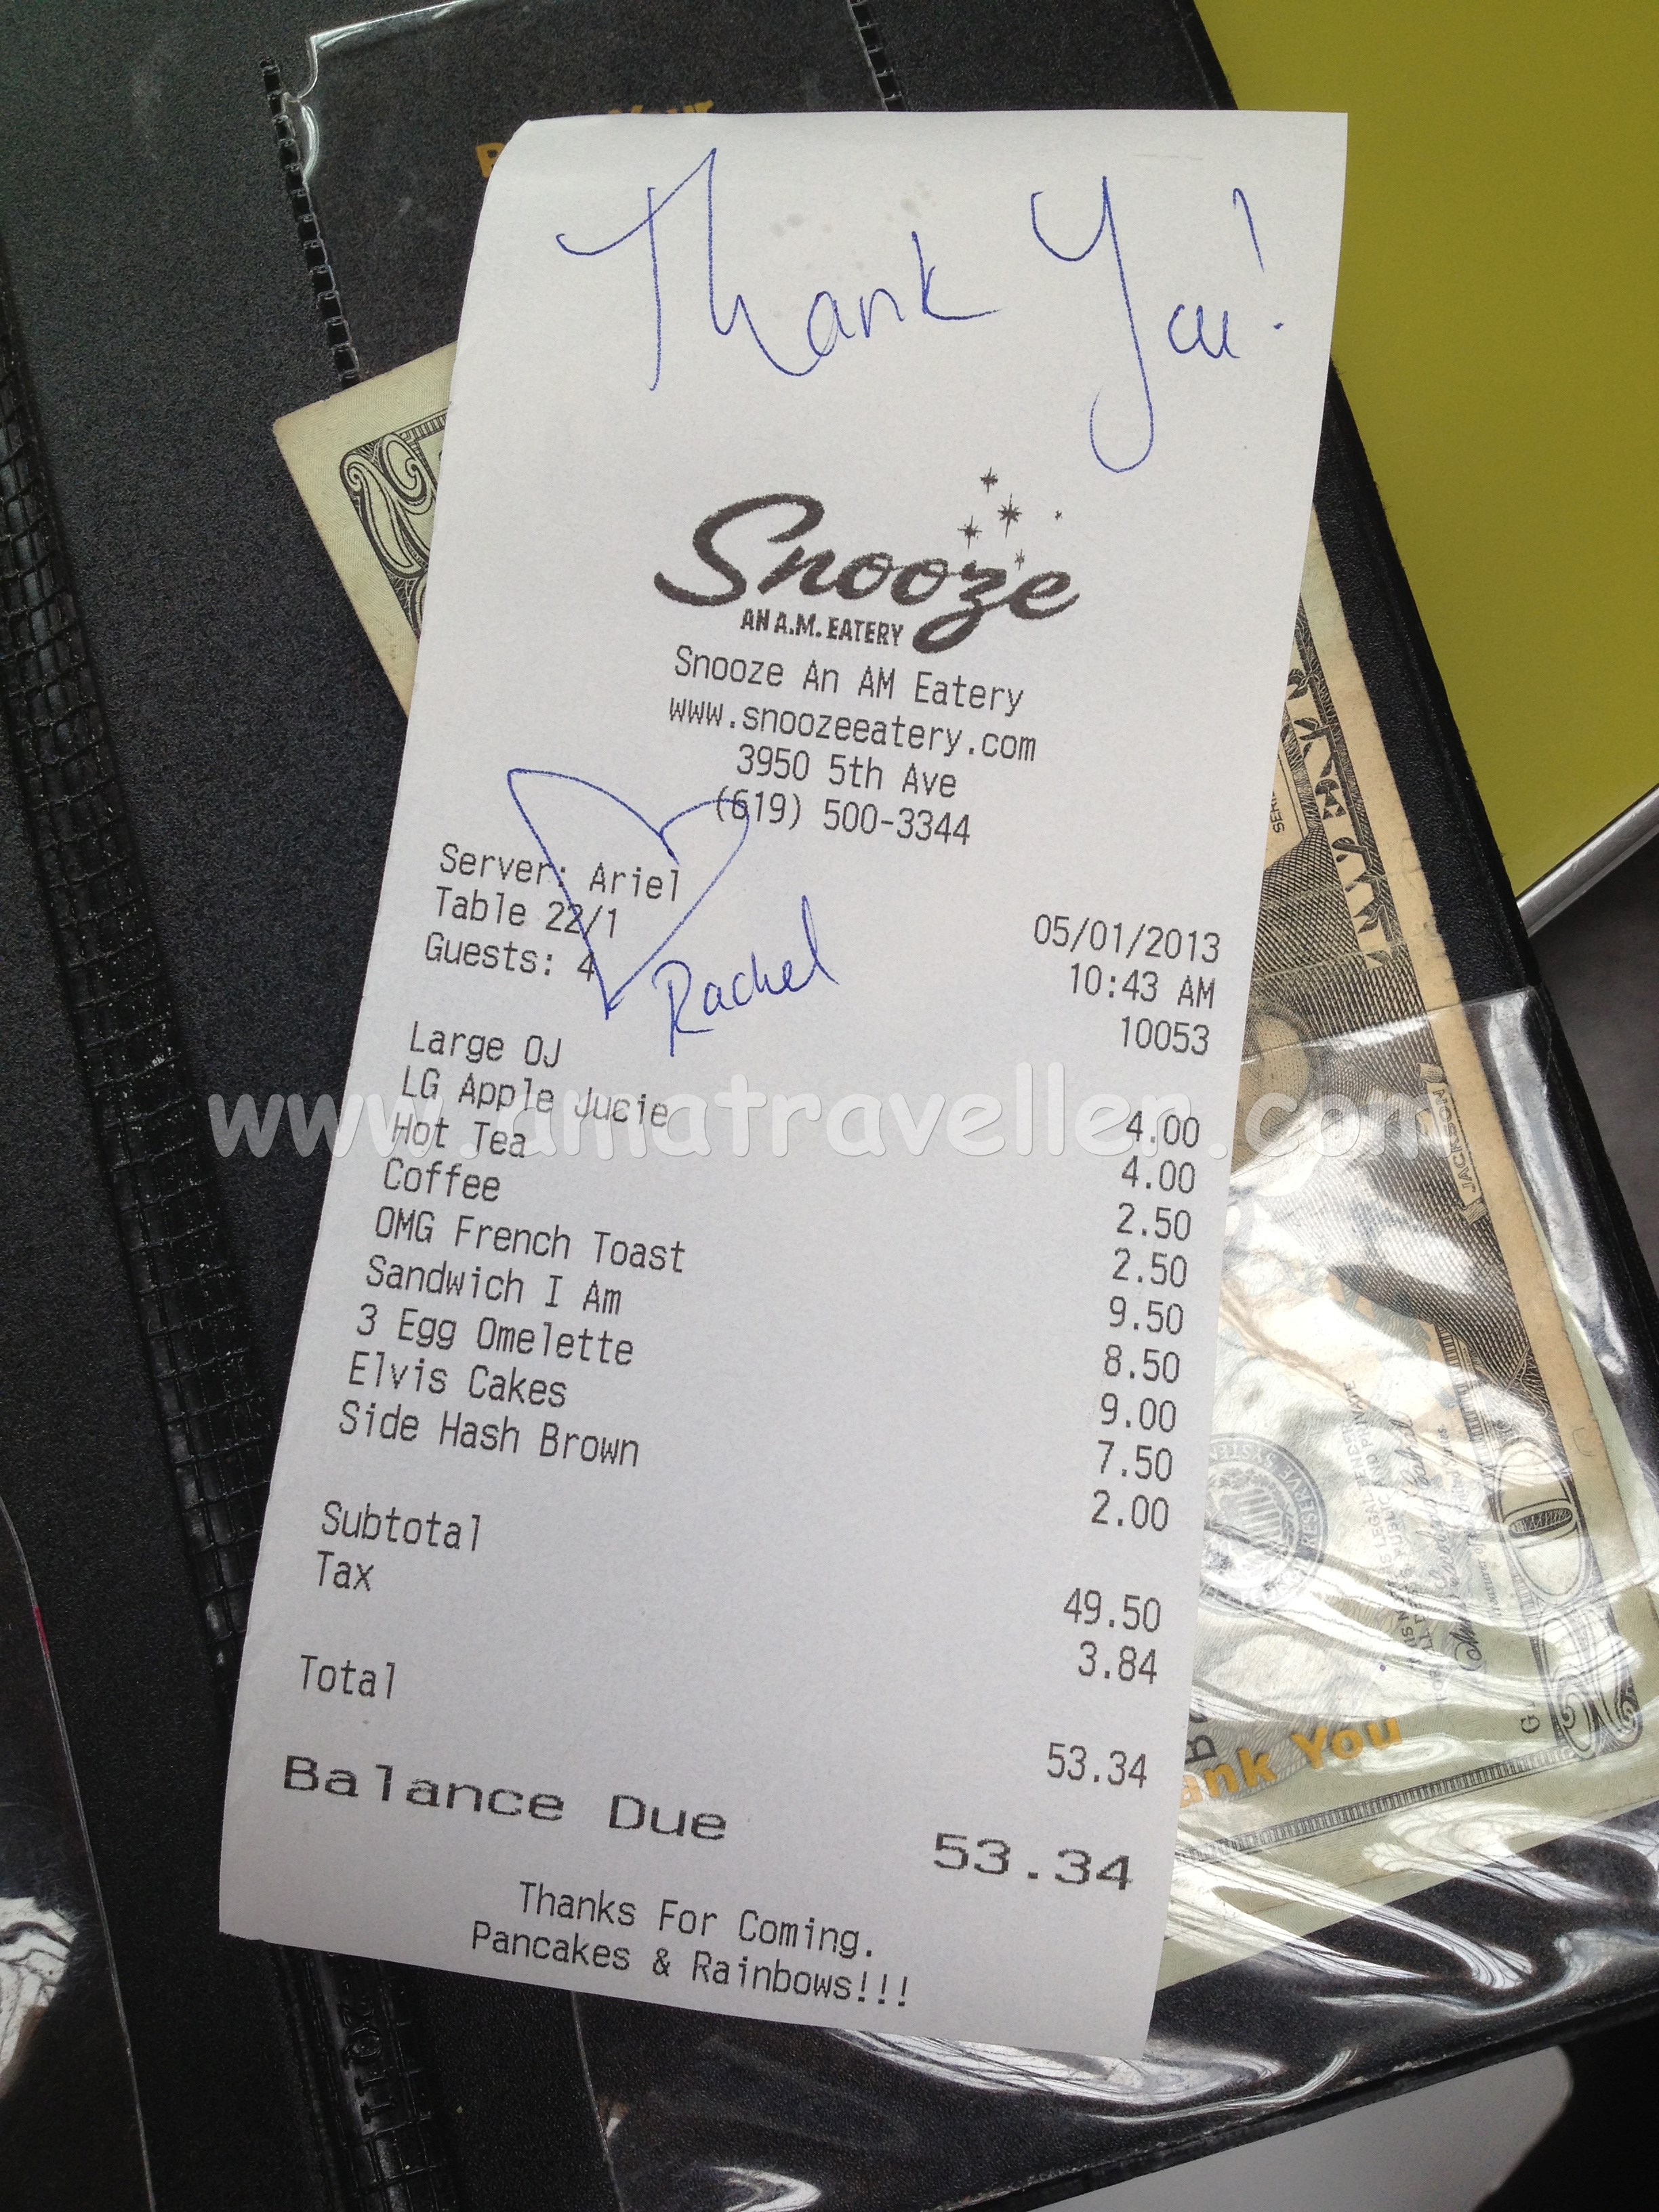 Thank You!
Snooze
AN A.M. EATERY
Snooze An AM Eatery
www.snoozeeatery.com
3950 5th Ave
(619) 500-3344
Server: Ariel
Table 22/1 05/01/2013
Guests: 4 10:43 AM
10053
Rachel
Large OJ 4.00
LG Apple Jucie 4.00
Hot Tea 2.50
Coffee 2.50
OMG French Toast 9.50
Sandwich I Am 8.50
3 Egg Omelette 9.00
Elvis Cakes 7.50
Side Hash Brown 2.00
Subtotal 49.50
Tax 3.84
Total 53.34
Balance Due 53.34
Thanks For Coming.
Pancakes & Rainbows!!!
www.amatraveller.com
JACKSON
ank You